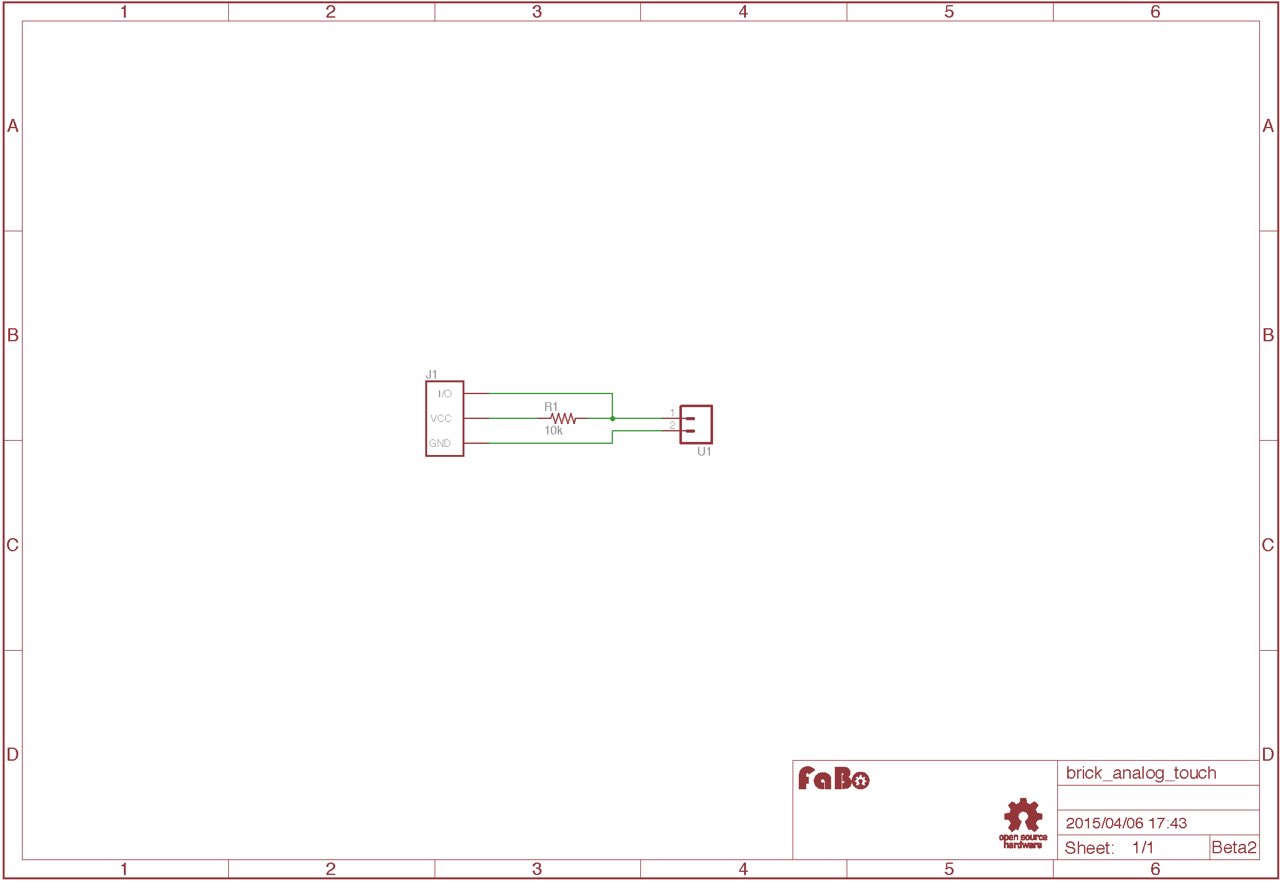 1 2 3 4 5 6
A A
B B
J1
I/O
R1
VCC
1
10k
2
GND
U1
C C
D D
FaBo
brick_analog_touch
open source
hardware
2015/04/06 17:43
Sheet: 1/1 Beta2
1 2 3 4 5 6